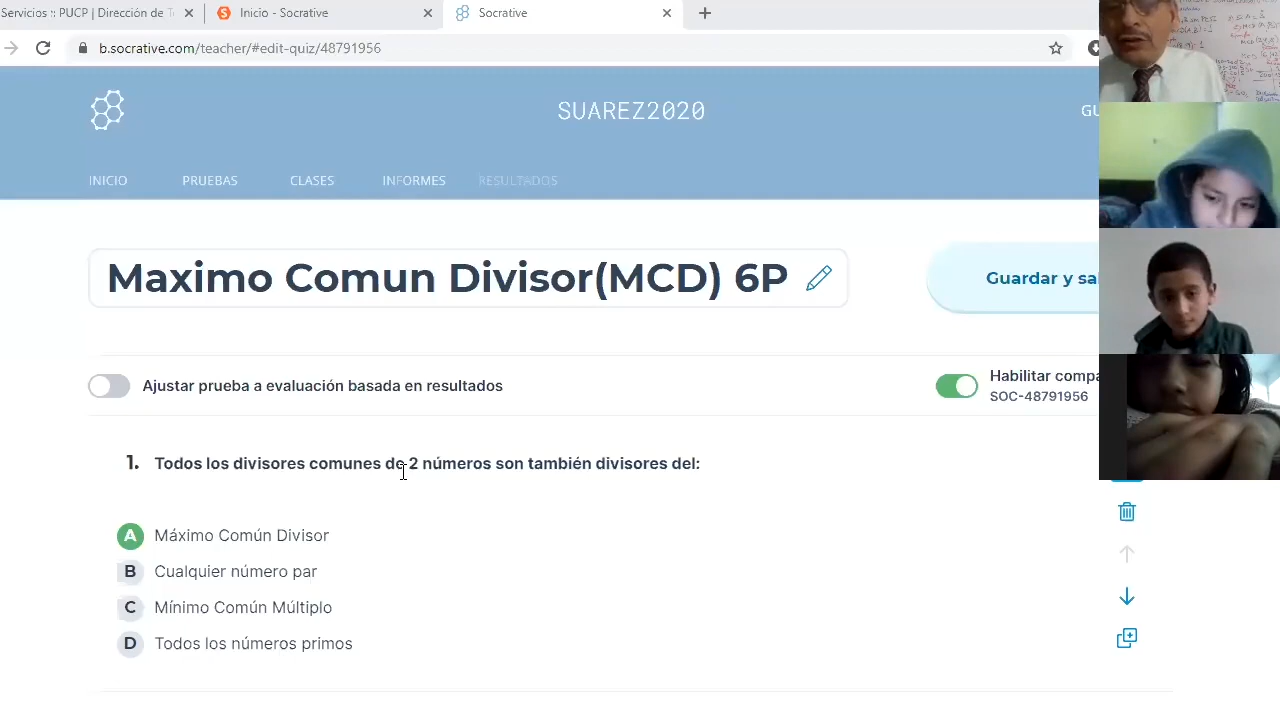 Servicios :: PUCP | Dirección de T
Inicio - Socrative
Socrative
b.socrative.com/teacher/#edit-quiz/48791956
SUAREZ2020
GU
INICIO
PRUEBAS
CLASES
INFORMES
RESULTADOS
Maximo Comun Divisor(MCD) 6P
Guardar y sal
Ajustar prueba a evaluación basada en resultados
Habilitar compa
SOC-48791956
1. Todos los divisores comunes de 2 números son también divisores del:
A Máximo Común Divisor
B Cualquier número par
C Mínimo Común Múltiplo
D Todos los números primos